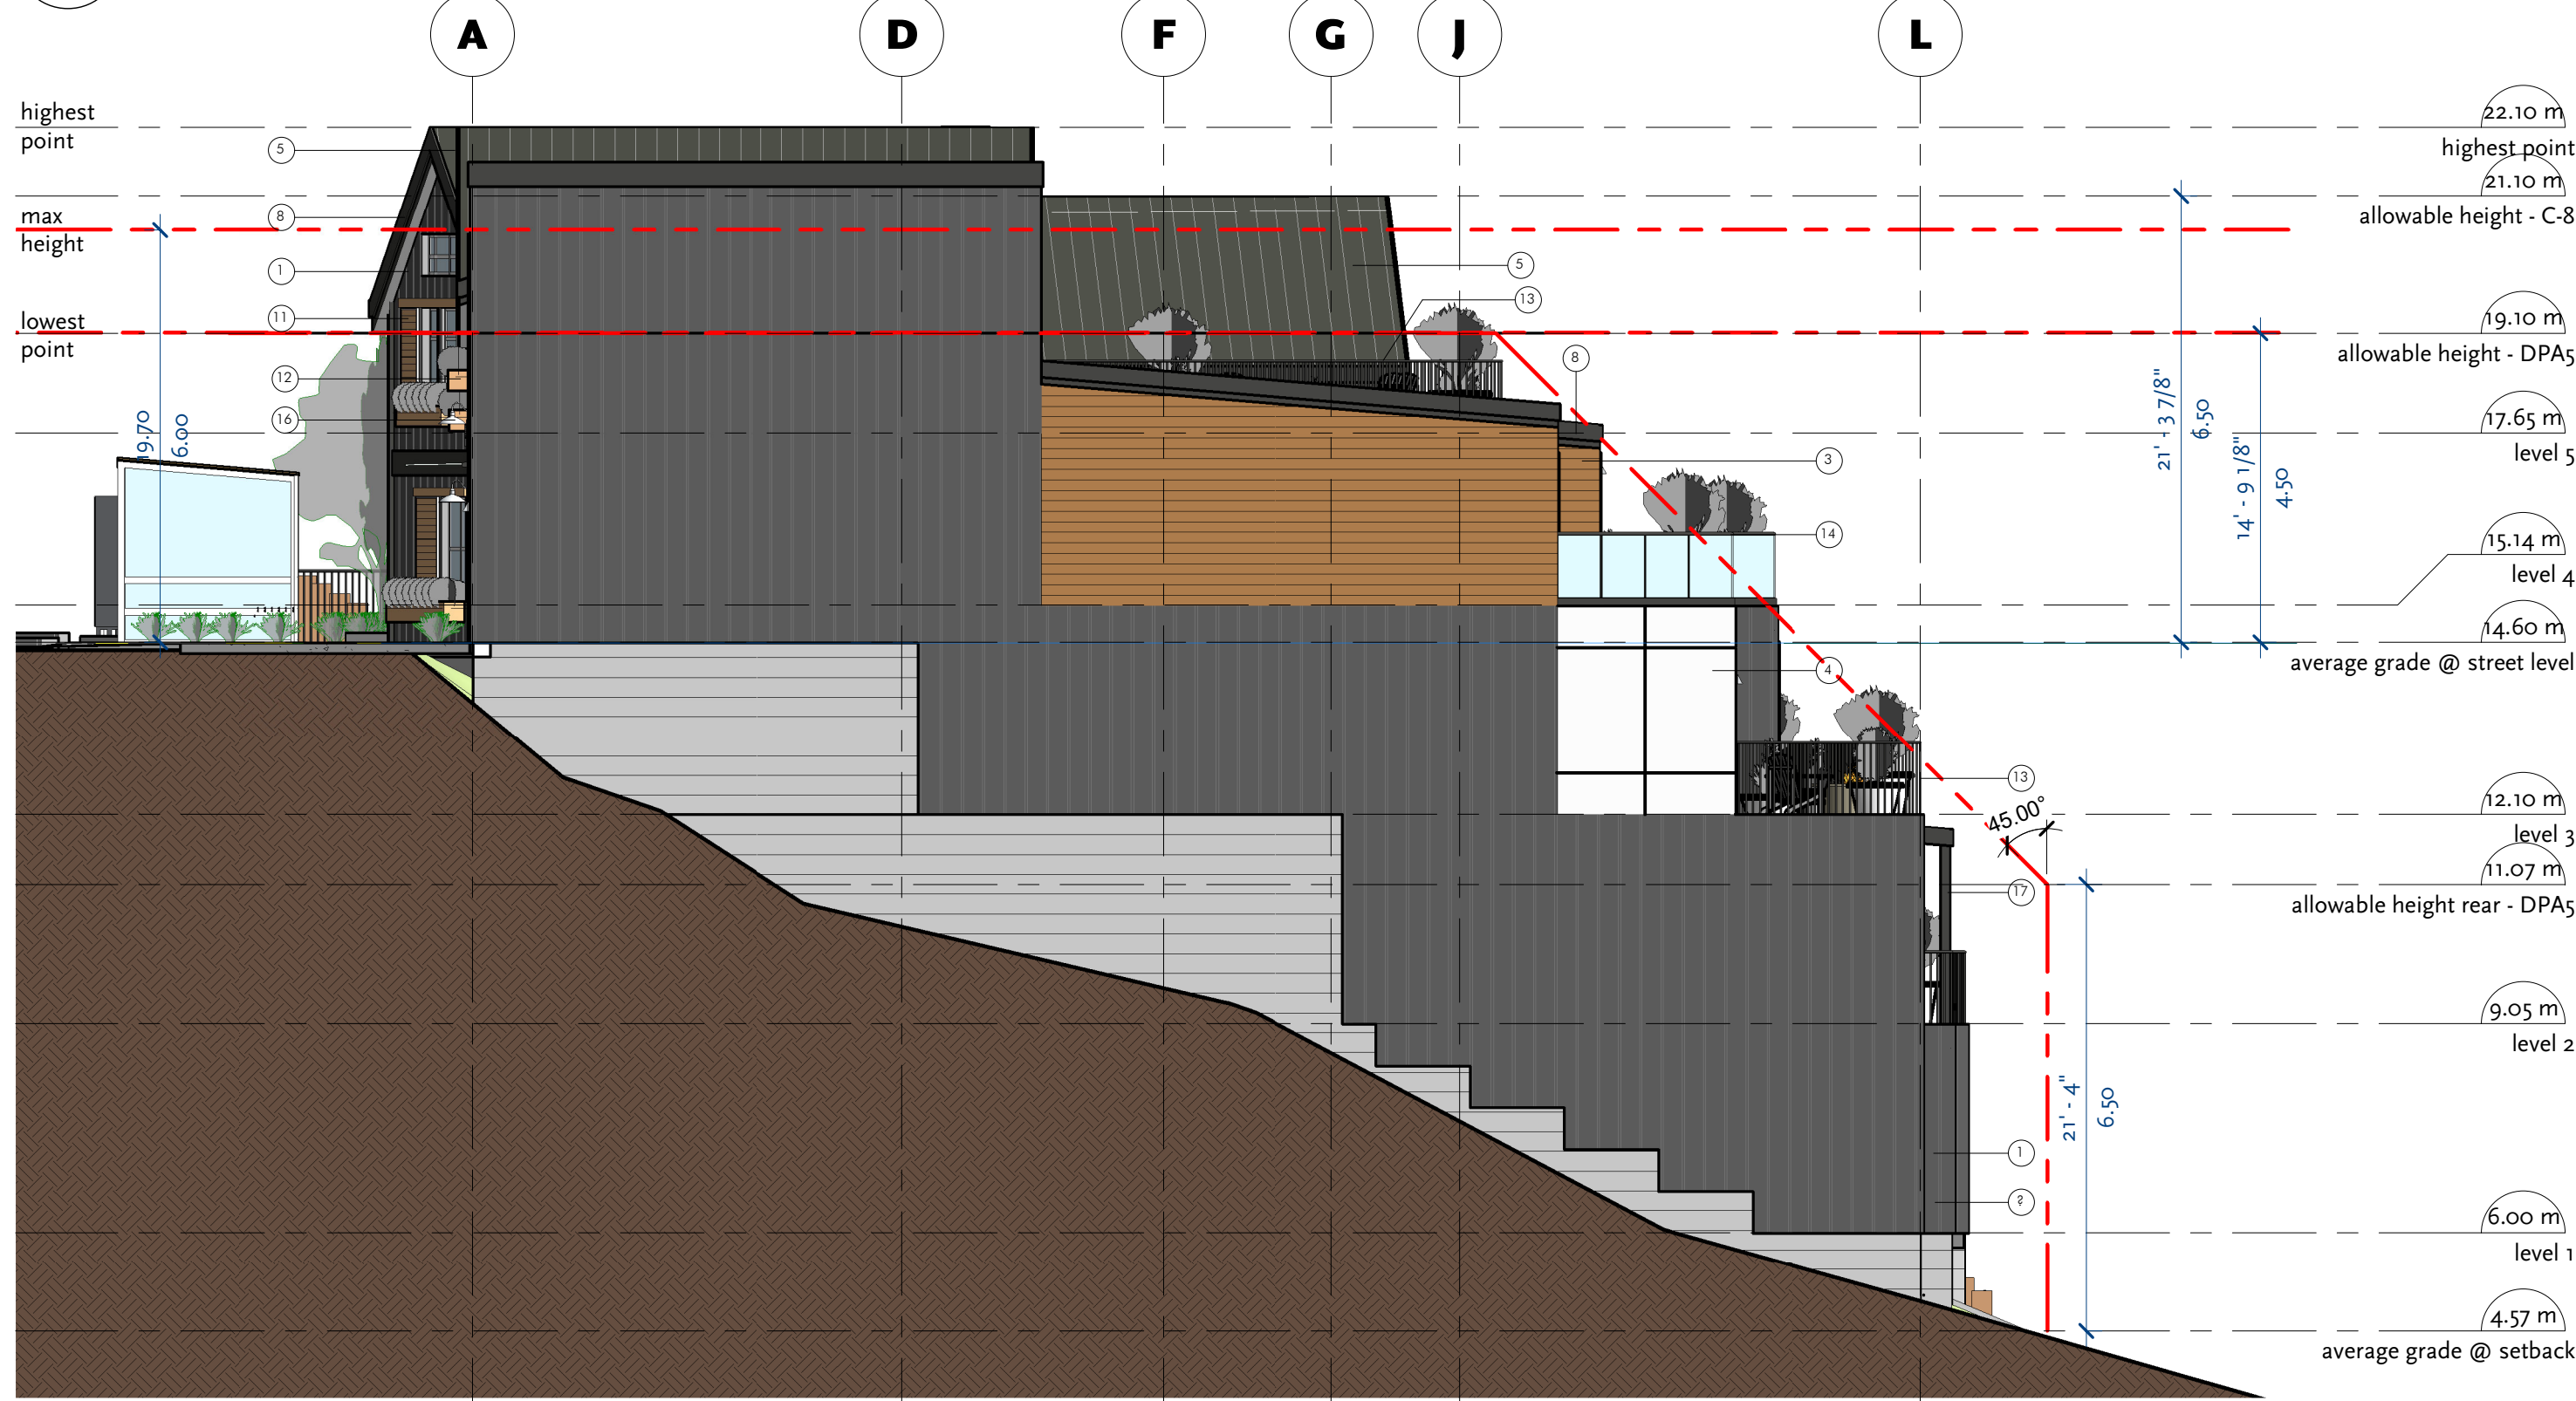 A
D
F
G
J
L
highest
point
5
22.10 m
highest point
21.10 m
allowable height - C-8
max
height
8
1
5
13
lowest
point
11
19.10 m
allowable height - DPA5
8
12
16
19.70
6.00
21' - 3 7/8"
6.50
14' - 9 1/8"
4.50
17.65 m
level 5
3
14
15.14 m
level 4
14.60 m
average grade @ street level
4
13
45.00°
12.10 m
level 3
11.07 m
allowable height rear - DPA5
17
9.05 m
level 2
21' - 4"
6.50
1
?
6.00 m
level 1
4.57 m
average grade @ setback